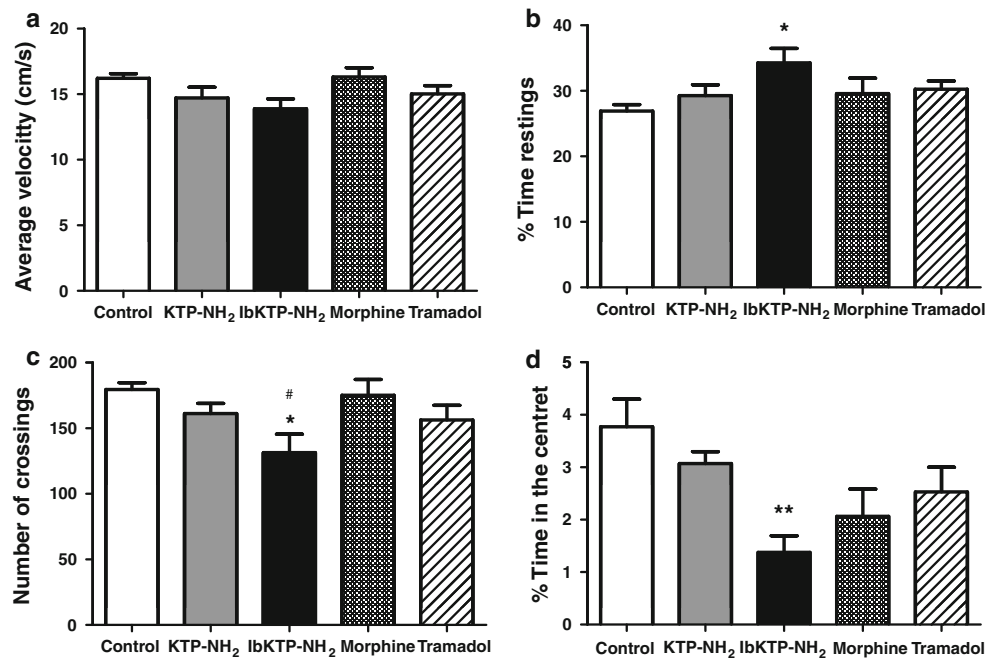 a
Average velocity (cm/s)
20
15
10
5
0
Control KTP-NH₂ IbKTP-NH₂ Morphine Tramadol
b
% Time restings
40
30
20
10
0
*
Control KTP-NH₂ IbKTP-NH₂ Morphine Tramadol
c
Number of crossings
200
150
100
50
0
#
*
Control KTP-NH₂ IbKTP-NH₂ Morphine Tramadol
d
% Time in the centret
5
4
3
2
1
0
**
Control KTP-NH₂ IbKTP-NH₂ Morphine Tramadol